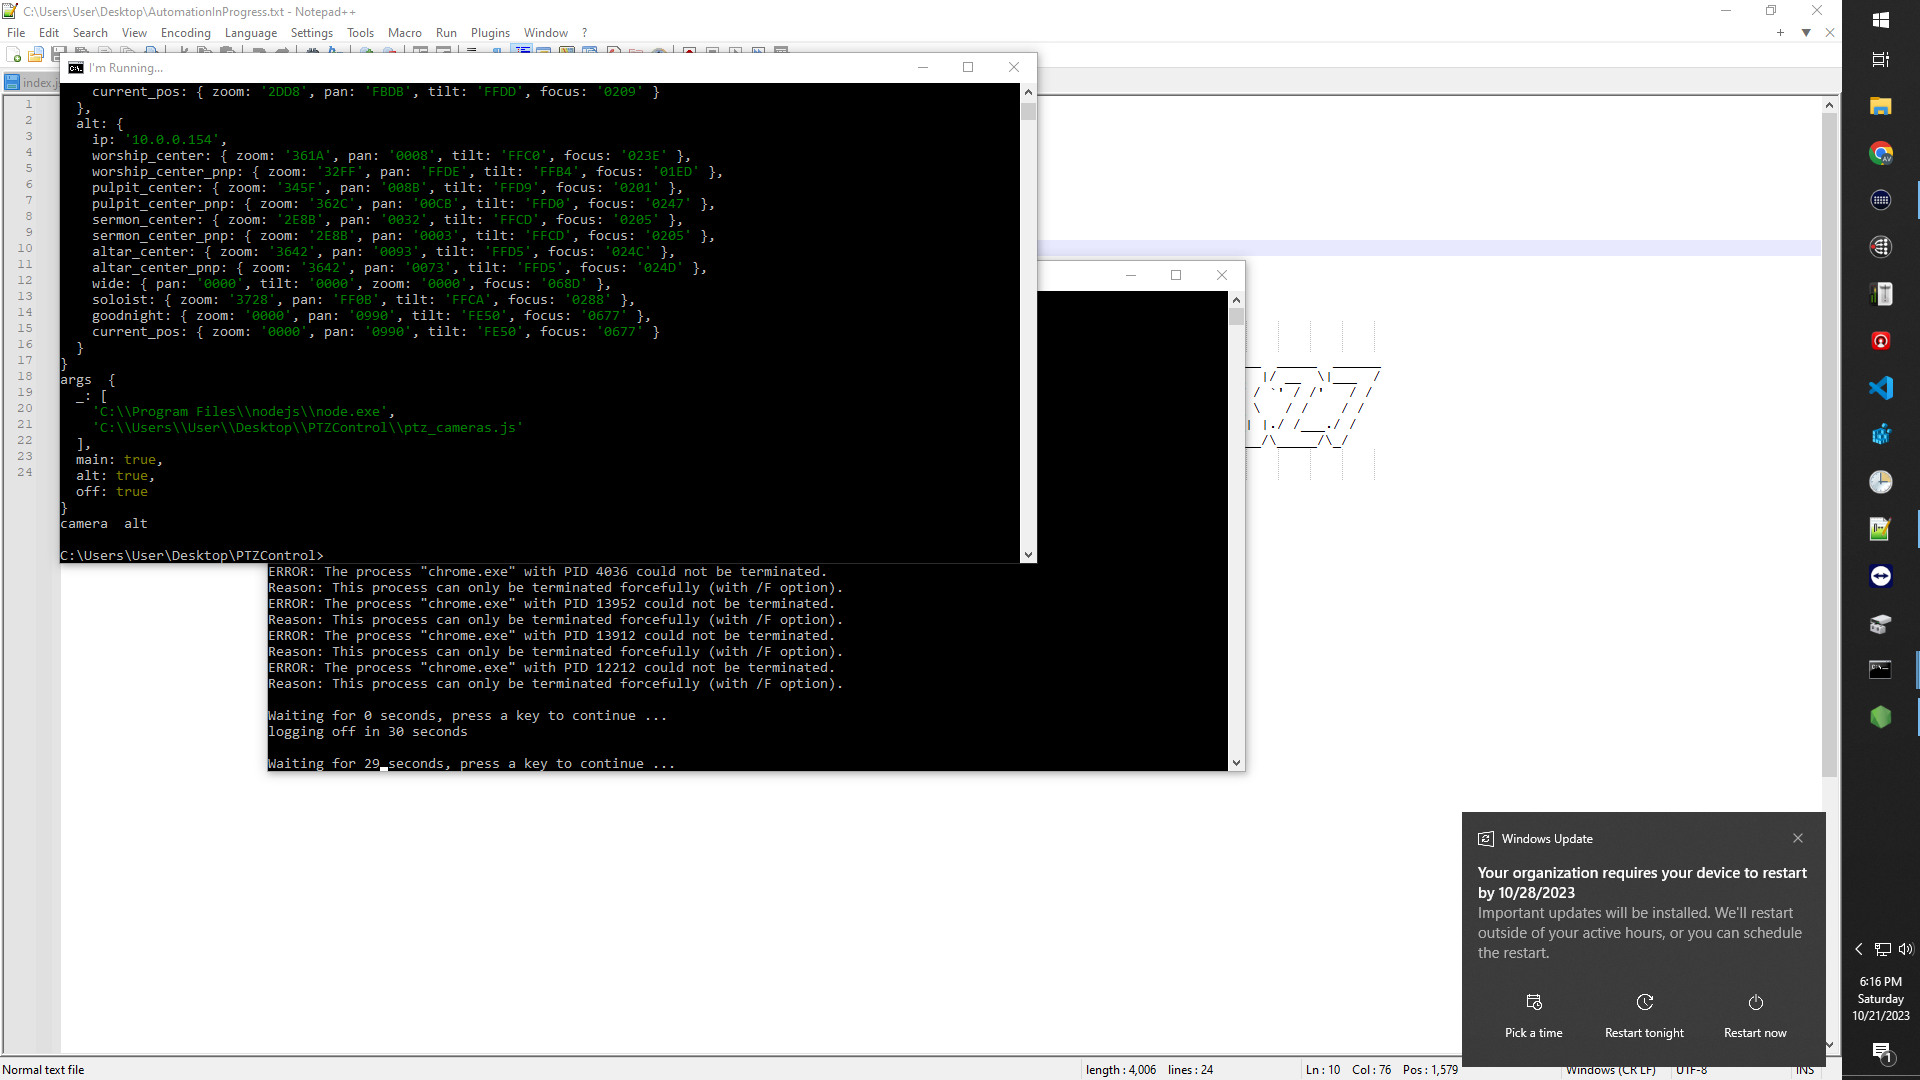 C:\Users\User\Desktop\AutomationInProgress.txt - Notepad++
File Edit Search View Encoding Language Settings Tools Macro Run Plugins Window ?
I'm Running...
current_pos: { zoom: '2DD8', pan: 'FBDB', tilt: 'FFDD', focus: '0209' }
},
alt: {
ip: '10.0.0.154',
worship_center: { zoom: '361A', pan: '0008', tilt: 'FFC0', focus: '023E' },
worship_center_pnp: { zoom: '32FF', pan: 'FFDE', tilt: 'FFB4', focus: '01ED' },
pulpit_center: { zoom: '345F', pan: '008B', tilt: 'FFD9', focus: '0201' },
pulpit_center_pnp: { zoom: '362C', pan: '00CB', tilt: 'FFD0', focus: '0247' },
sermon_center: { zoom: '2E8B', pan: '0032', tilt: 'FFCD', focus: '0205' },
sermon_center_pnp: { zoom: '2E8B', pan: '0003', tilt: 'FFCD', focus: '0205' },
altar_center: { zoom: '3642', pan: '0093', tilt: 'FFD5', focus: '024C' },
altar_center_pnp: { zoom: '3642', pan: '0073', tilt: 'FFD5', focus: '024D' },
wide: { pan: '0000', tilt: '0000', zoom: '0000', focus: '068D' },
soloist: { zoom: '3728', pan: 'FF0B', tilt: 'FFCA', focus: '0288' },
goodnight: { zoom: '0000', pan: '0990', tilt: 'FE50', focus: '0677' },
current_pos: { zoom: '0000', pan: '0990', tilt: 'FE50', focus: '0677' }
}
}
args {
_: [
'C:\\Program Files\\nodejs\\node.exe',
'C:\\Users\\User\\Desktop\\PTZControl\\ptz_cameras.js'
],
main: true,
alt: true,
off: true
}
camera alt
C:\Users\User\Desktop\PTZControl>
ERROR: The process "chrome.exe" with PID 4036 could not be terminated.
Reason: This process can only be terminated forcefully (with /F option).
ERROR: The process "chrome.exe" with PID 13952 could not be terminated.
Reason: This process can only be terminated forcefully (with /F option).
ERROR: The process "chrome.exe" with PID 13912 could not be terminated.
Reason: This process can only be terminated forcefully (with /F option).
ERROR: The process "chrome.exe" with PID 12212 could not be terminated.
Reason: This process can only be terminated forcefully (with /F option).
Waiting for 0 seconds, press a key to continue ...
logging off in 30 seconds
Waiting for 29 seconds, press a key to continue ...
1
2
3
4
5
6
7
8
9
10
11
12
13
14
15
16
17
18
19
20
21
22
23
24
Windows Update
Your organization requires your device to restart
by 10/28/2023
Important updates will be installed. We'll restart
outside of your active hours, or you can schedule
the restart.
Pick a time Restart tonight Restart now
6:16 PM
Saturday
10/21/2023
1
Normal text file length : 4,006 lines : 24 Ln : 10 Col : 76 Pos : 1,579 Windows (CR LF) UTF-8 INS